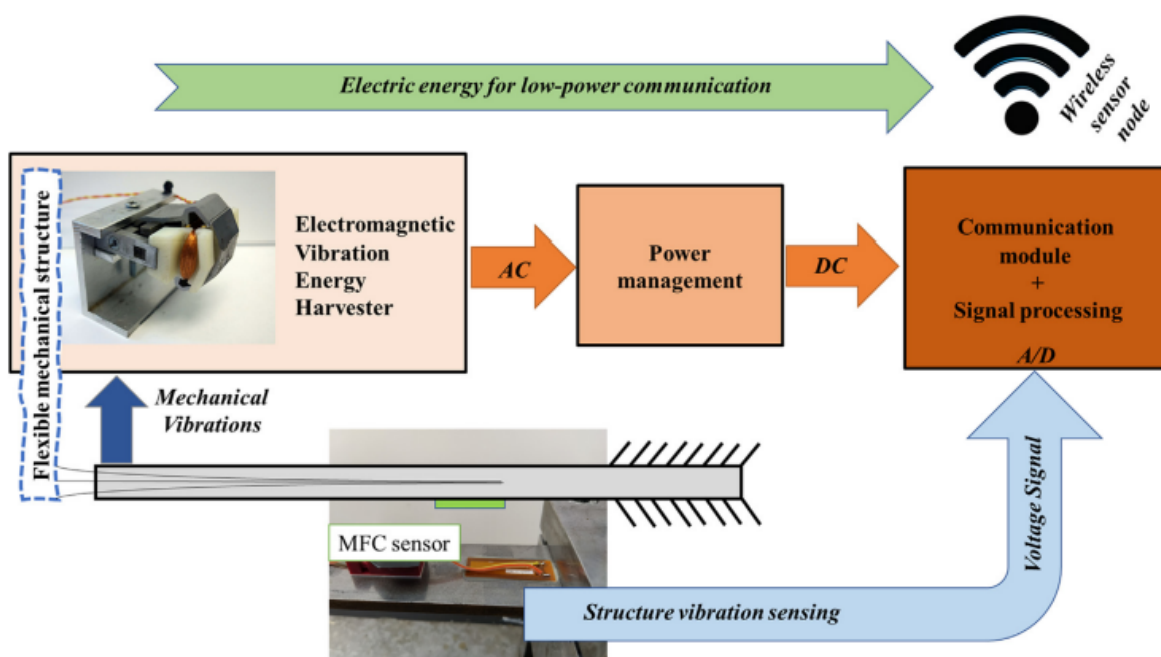 Electric energy for low-power communication
Wireless
sensor
node
Flexible mechanical structure
Electromagnetic
Vibration
Energy
Harvester
AC
Power
management
DC
Communication
module
+
Signal processing
A/D
Mechanical
Vibrations
MFC sensor
Structure vibration sensing
Voltage Signal